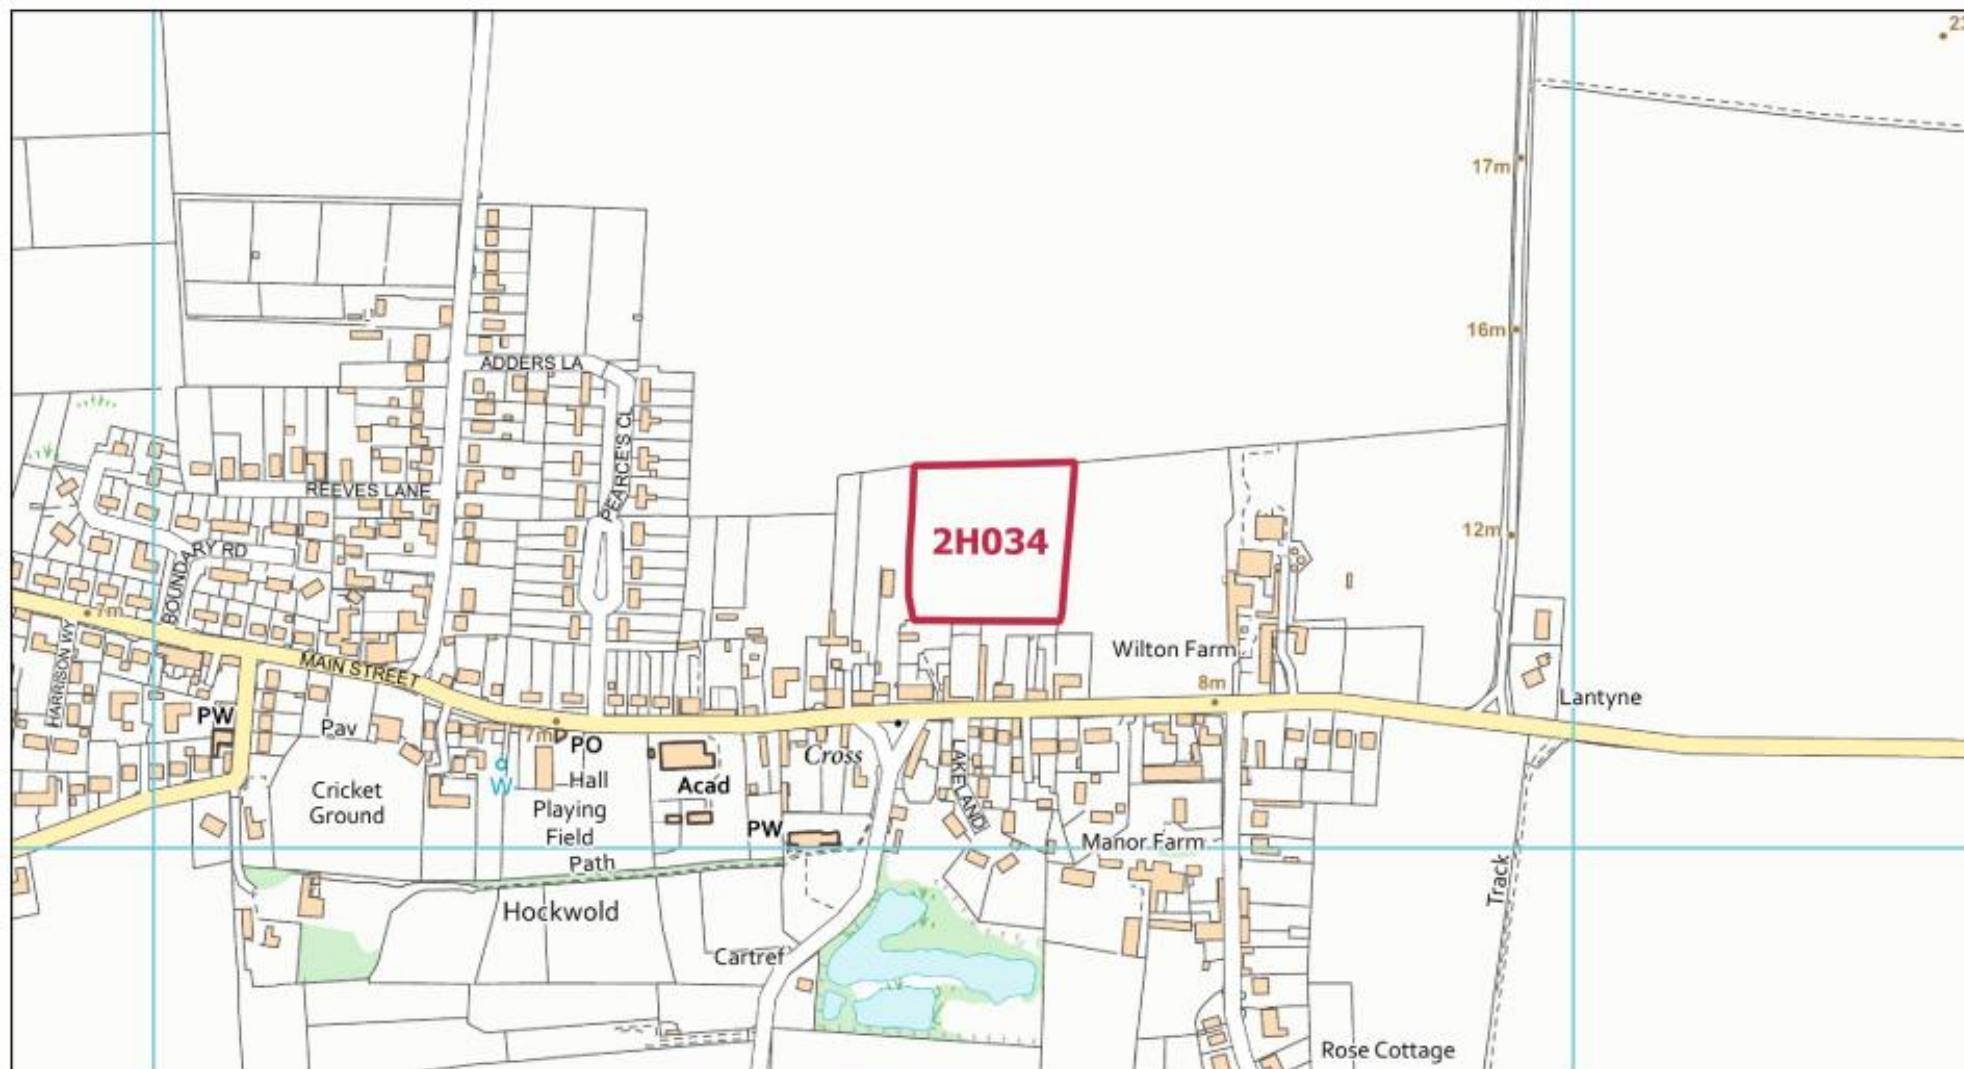 17m
16m
ADDERS LA
PEARCE'S CL
REEVES LANE
12m
2H034
BOUNDARY RD
7m
HARRISON WY
MAIN STREET
Wilton Farm
8m
Lantyne
PW
Pav
7m
PO
Hall
Cross
LAKELAND
W
Acad
Cricket
Ground
Playing
Field
PW
Manor Farm
Path
Track
Hockwold
Cartref
Rose Cottage